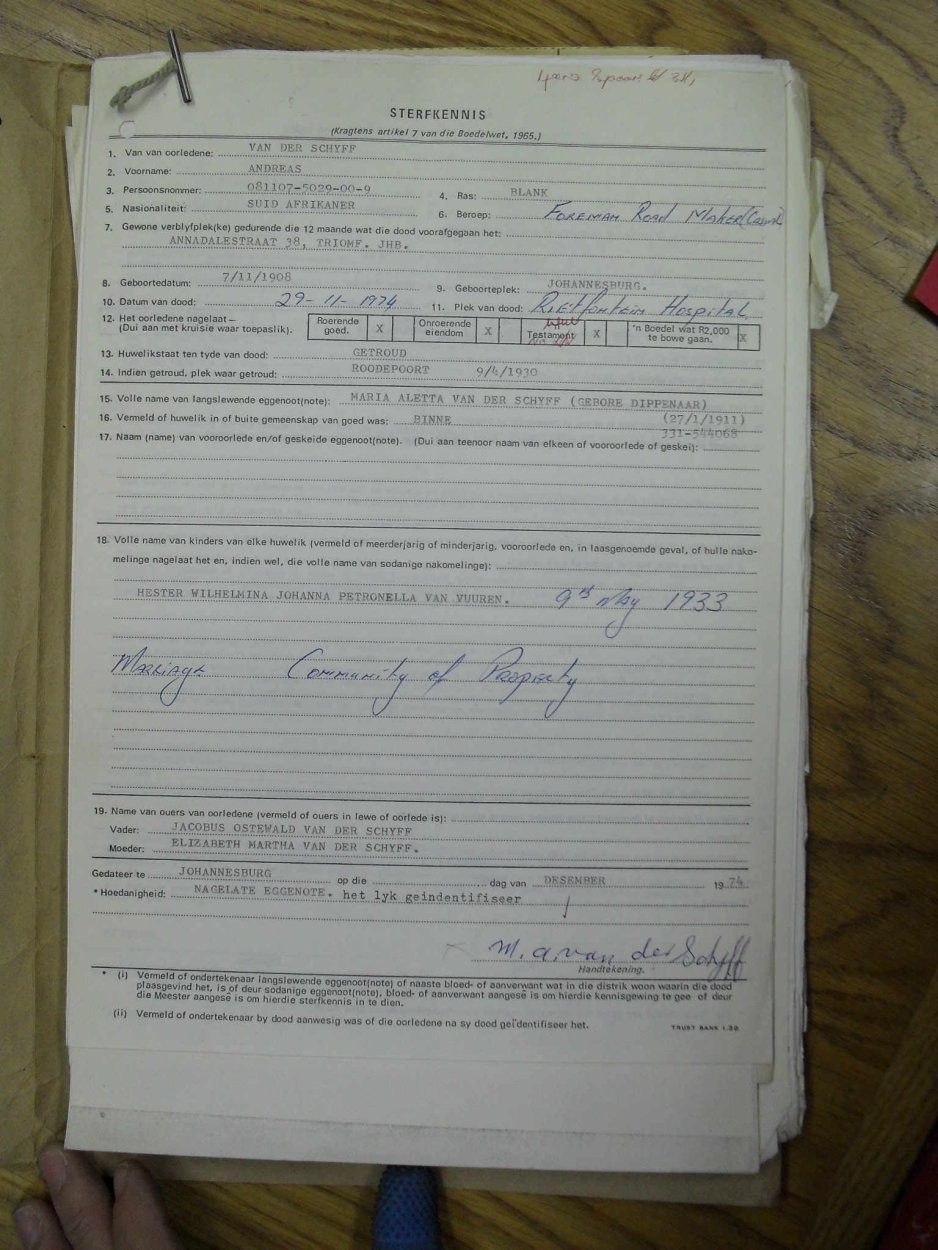 STERFKENNIS
(Kragtens artikel 7 van die Boedelwet, 1965.)
1. Van van oorledene: VAN DER SCHYFF
2. Voorname: ANDREAS
3. Persoonsnommer: 081107-5029-00-9 4. Ras: BLANK
5. Nasionaliteit: SUID AFRIKANER 6. Beroep: FOREMAN ROAD MAKER
7. Gewone verblyfplek(ke) gedurende die 12 maande wat die dood voorafgegaan het:
ANNADALESTRAAT 38, TRIOMF. JHB.
8. Geboortedatum: 7/11/1908 9. Geboorteplek: JOHANNESBURG.
10. Datum van dood: 29-11-1974 11. Plek van dood: RIETFONTEIN HOSPITAL
12. Het oorledene nagelaat— Roerende Onroerende Testament 'n Boedel wat R2,000
(Dui aan met kruisie waar toepaslik). goed. X eiendom X X te bowe gaan. X
13. Huwelikstaat ten tyde van dood: GETROUD
14. Indien getroud, plek waar getroud: ROODEPOORT 9/4/1930
15. Volle name van langslewende eggenoot(note): MARIA ALETTA VAN DER SCHYFF (GEBORE DIPPENAAR)
16. Vermeld of huwelik in of buite gemeenskap van goed was: BINNE (27/1/1911)
331-544068
17. Naam (name) van vooroorlede en/of geskeide eggenoot(note). (Dui aan teenoor naam van elkeen of vooroorlede of geskei):
18. Volle name van kinders van elke huwelik (vermeld of meerderjarig of minderjarig, vooroorlede en, in laasgenoemde geval, of hulle nako-
melinge nagelaat het en, indien wel, die volle name van sodanige nakomelinge):
HESTER WILHELMINA JOHANNA PETRONELLA VAN VUUREN. 9th May 1933
Marriage Community of Property
19. Name van ouers van oorledene (vermeld of ouers in lewe of oorlede is):
Vader: JACOBUS OSTEWALD VAN DER SCHYFF
Moeder: ELIZABETH MARTHA VAN DER SCHYFF.
Gedateer te JOHANNESBURG op die dag van DESEMBER 19 74
* Hoedanigheid: NAGELATE EGGENOTE. het lyk geindentifiseer
M. A. van der Schyff
Handtekening.
* (i) Vermeld of ondertekenaar langslewende eggenoot(note) of naaste bloed- of aanverwant wat in die distrik woon waarin die dood
plaasgevind het, is of deur sodanige eggenoot(note), bloed- of aanverwant aangesê is om hierdie kennisgewing te gee of deur
die Meester aangesê is om hierdie sterfkennis in te dien.
(ii) Vermeld of ondertekenaar by dood aanwesig was of die oorledene na sy dood geïdentifiseer het.
TRUST BANK 1.39